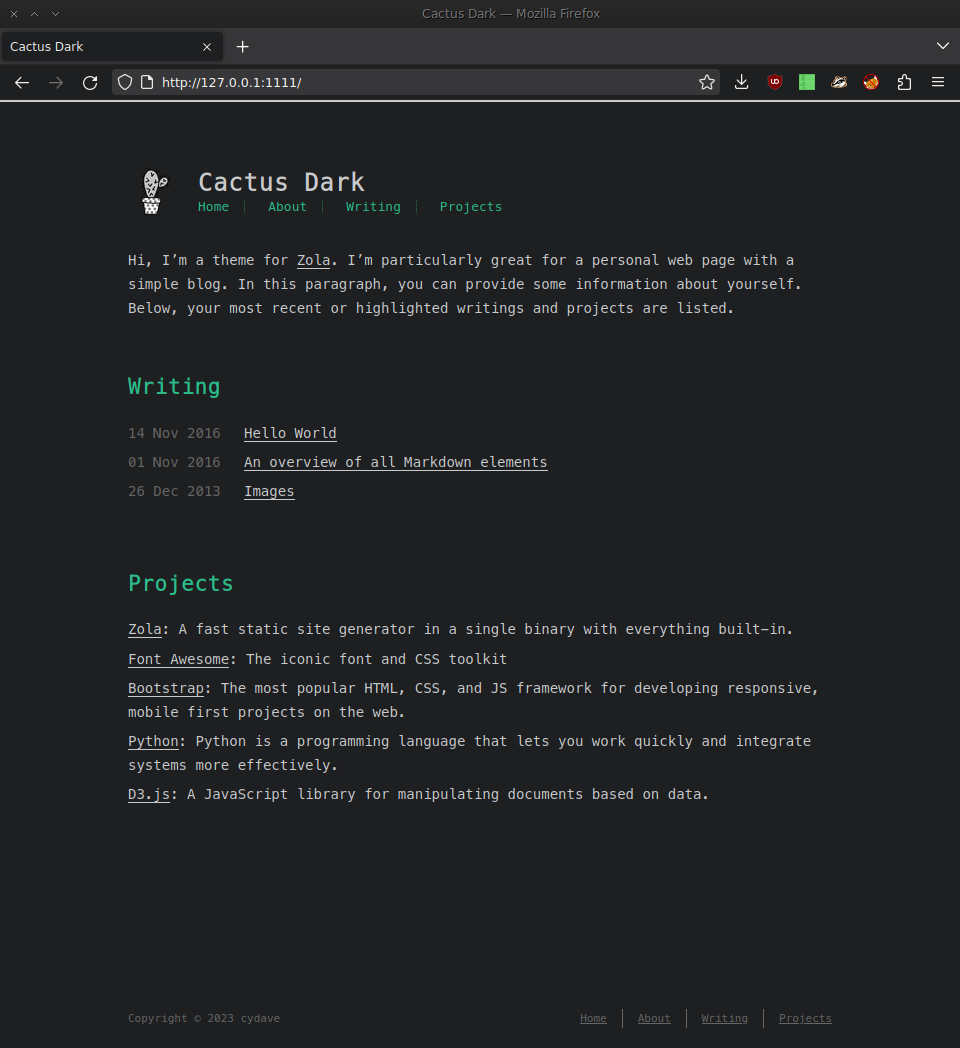 Cactus Dark — Mozilla Firefox
Cactus Dark
http://127.0.0.1:1111/
Cactus Dark
Home About Writing Projects
Hi, I’m a theme for Zola. I’m particularly great for a personal web page with a
simple blog. In this paragraph, you can provide some information about yourself.
Below, your most recent or highlighted writings and projects are listed.
Writing
14 Nov 2016 Hello World
01 Nov 2016 An overview of all Markdown elements
26 Dec 2013 Images
Projects
Zola: A fast static site generator in a single binary with everything built-in.
Font Awesome: The iconic font and CSS toolkit
Bootstrap: The most popular HTML, CSS, and JS framework for developing responsive,
mobile first projects on the web.
Python: Python is a programming language that lets you work quickly and integrate
systems more effectively.
D3.js: A JavaScript library for manipulating documents based on data.
Copyright © 2023 cydave Home About Writing Projects